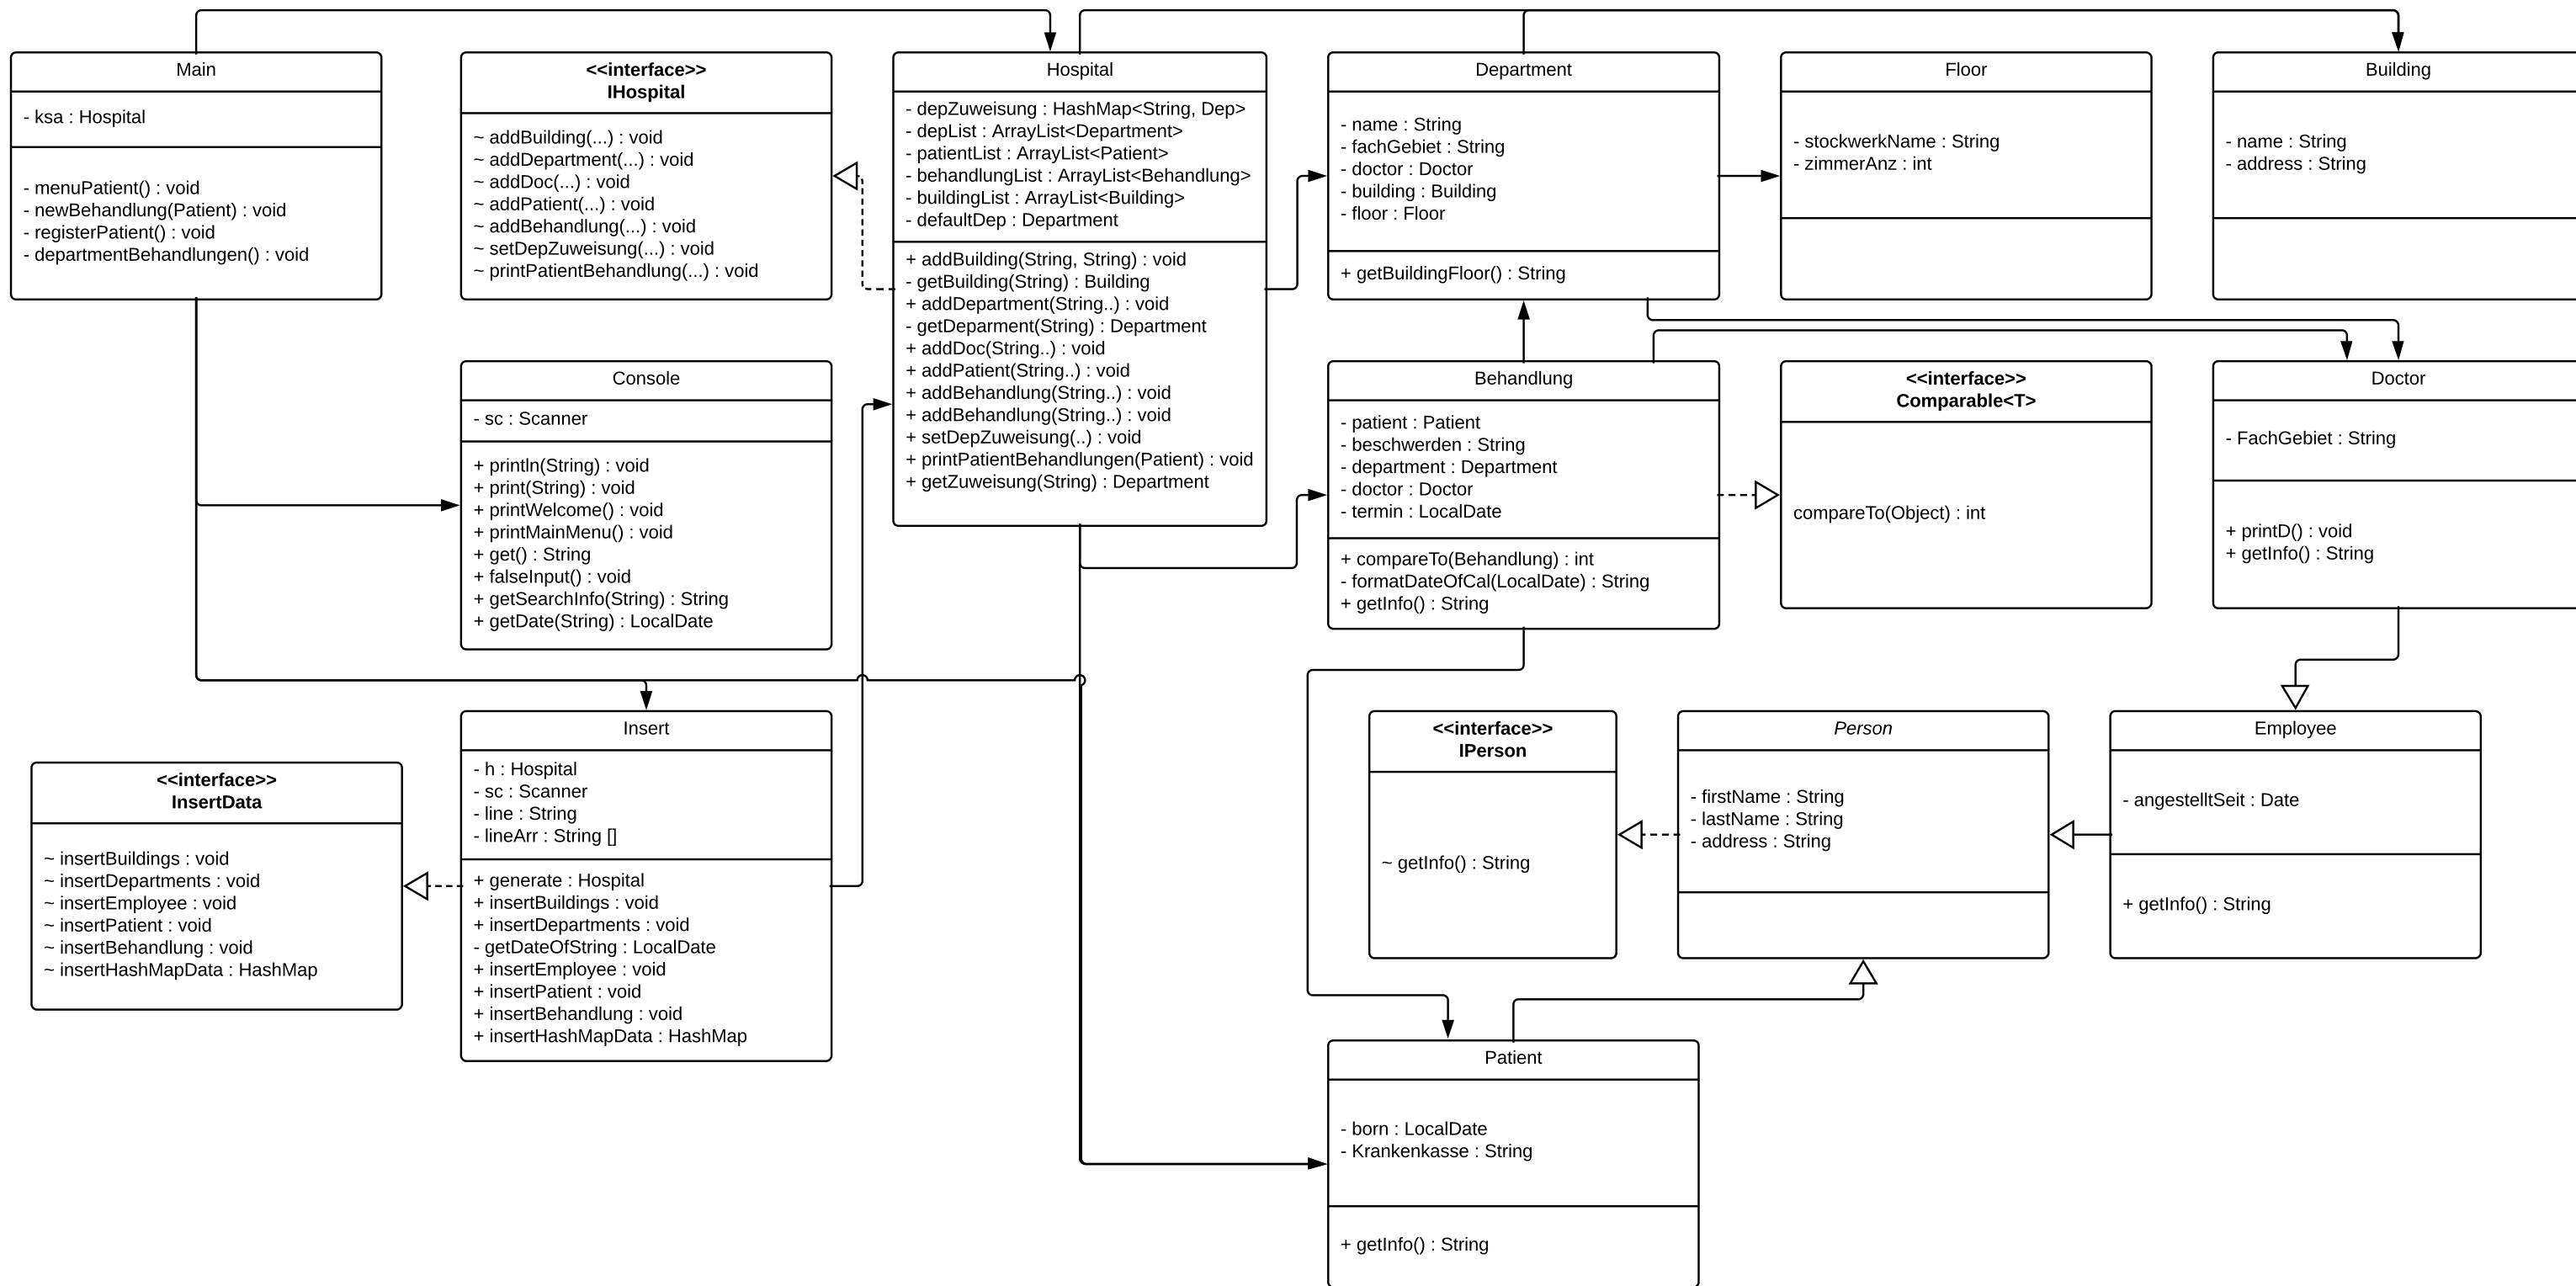 Main
- ksa : Hospital
- menuPatient() : void
- newBehandlung(Patient) : void
- registerPatient() : void
- departmentBehandlungen() : void
<<interface>>
IHospital
~ addBuilding(...) : void
~ addDepartment(...) : void
~ addDoc(...) : void
~ addPatient(...) : void
~ addBehandlung(...) : void
~ setDepZuweisung(...) : void
~ printPatientBehandlung(...) : void
Hospital
- depZuweisung : HashMap<String, Dep>
- depList : ArrayList<Department>
- patientList : ArrayList<Patient>
- behandlungList : ArrayList<Behandlung>
- buildingList : ArrayList<Building>
- defaultDep : Department
+ addBuilding(String, String) : void
- getBuilding(String) : Building
+ addDepartment(String..) : void
- getDeparment(String) : Department
+ addDoc(String..) : void
+ addPatient(String..) : void
+ addBehandlung(String..) : void
+ addBehandlung(String..) : void
+ setDepZuweisung(..) : void
+ printPatientBehandlungen(Patient) : void
+ getZuweisung(String) : Department
Department
- name : String
- fachGebiet : String
- doctor : Doctor
- building : Building
- floor : Floor
+ getBuildingFloor() : String
Floor
- stockwerkName : String
- zimmerAnz : int
Building
- name : String
- address : String
Console
- sc : Scanner
+ println(String) : void
+ print(String) : void
+ printWelcome() : void
+ printMainMenu() : void
+ get() : String
+ falseInput() : void
+ getSearchInfo(String) : String
+ getDate(String) : LocalDate
Behandlung
- patient : Patient
- beschwerden : String
- department : Department
- doctor : Doctor
- termin : LocalDate
+ compareTo(Behandlung) : int
- formatDateOfCal(LocalDate) : String
+ getInfo() : String
<<interface>>
Comparable<T>
compareTo(Object) : int
Doctor
- FachGebiet : String
+ printD() : void
+ getInfo() : String
<<interface>>
InsertData
~ insertBuildings : void
~ insertDepartments : void
~ insertEmployee : void
~ insertPatient : void
~ insertBehandlung : void
~ insertHashMapData : HashMap
Insert
- h : Hospital
- sc : Scanner
- line : String
- lineArr : String []
+ generate : Hospital
+ insertBuildings : void
+ insertDepartments : void
- getDateOfString : LocalDate
+ insertEmployee : void
+ insertPatient : void
+ insertBehandlung : void
+ insertHashMapData : HashMap
<<interface>>
IPerson
~ getInfo() : String
Person
- firstName : String
- lastName : String
- address : String
Employee
- angestelltSeit : Date
+ getInfo() : String
Patient
- born : LocalDate
- Krankenkasse : String
+ getInfo() : String